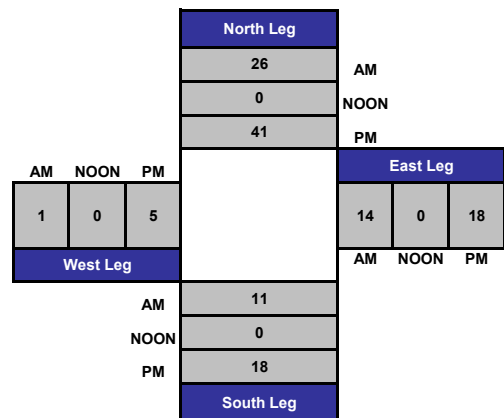 North Leg
26 AM
0 NOON
41 PM
AM NOON PM
East Leg
1 0 5
14 0 18
West Leg
AM NOON PM
AM 11
NOON 0
PM 18
South Leg